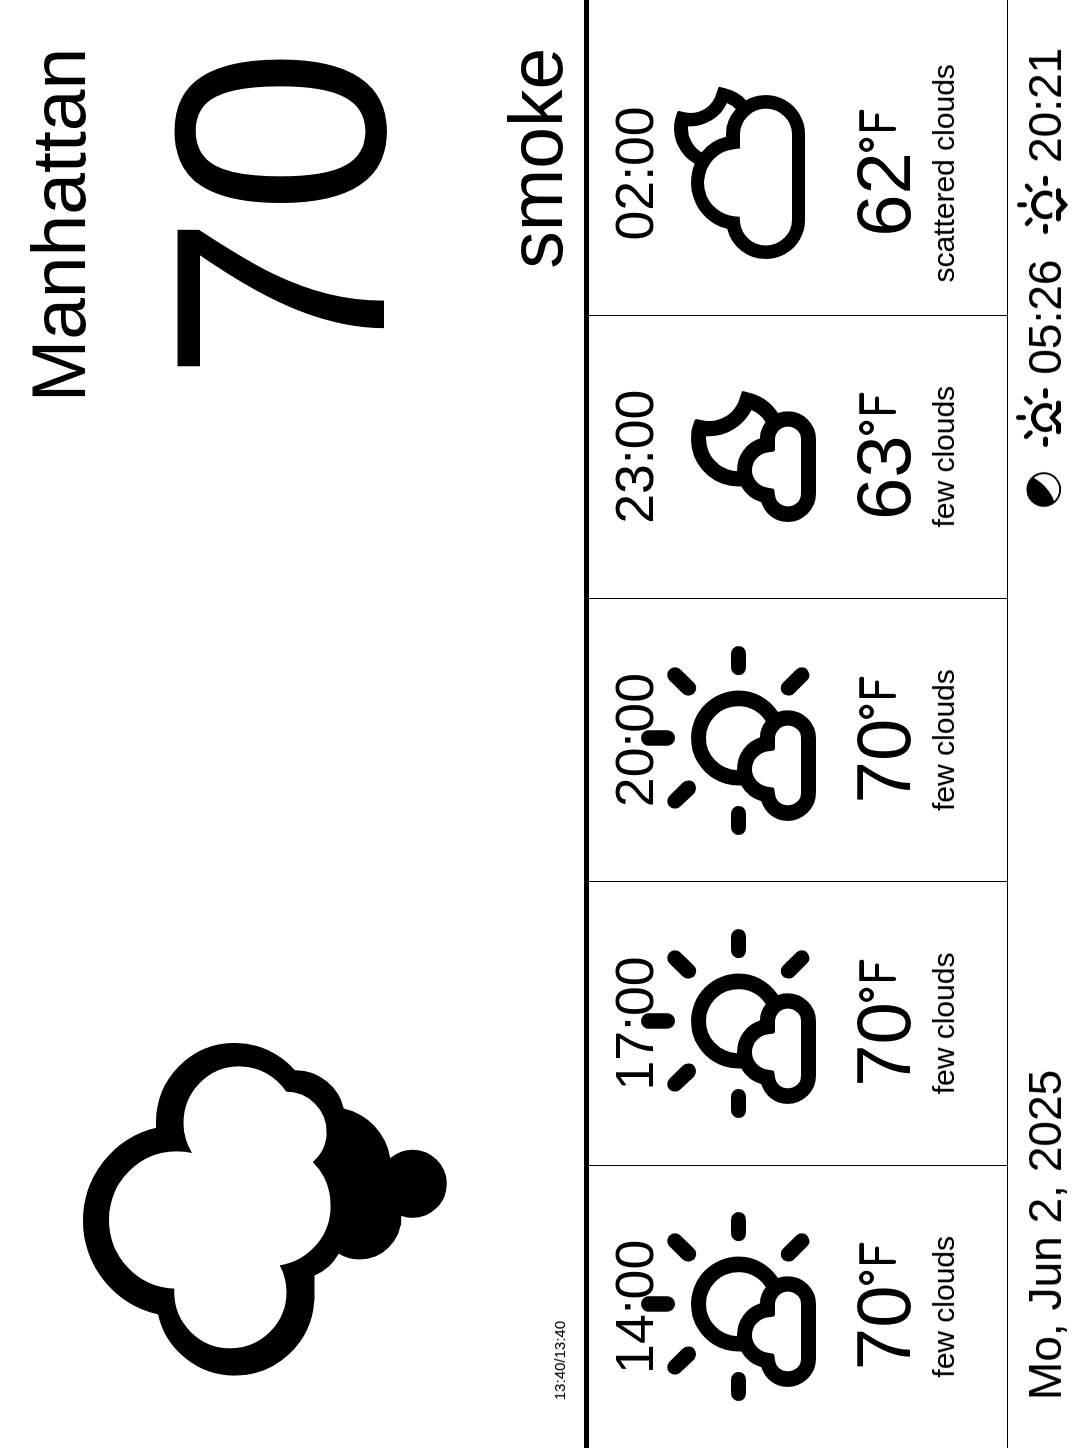 Manhattan
70
smoke
13:40/13:40
14:00
17:00
20:00
23:00
02:00
70°F
70°F
70°F
63°F
62°F
few clouds
few clouds
few clouds
few clouds
scattered clouds
Mo, Jun 2, 2025
05:26
20:21